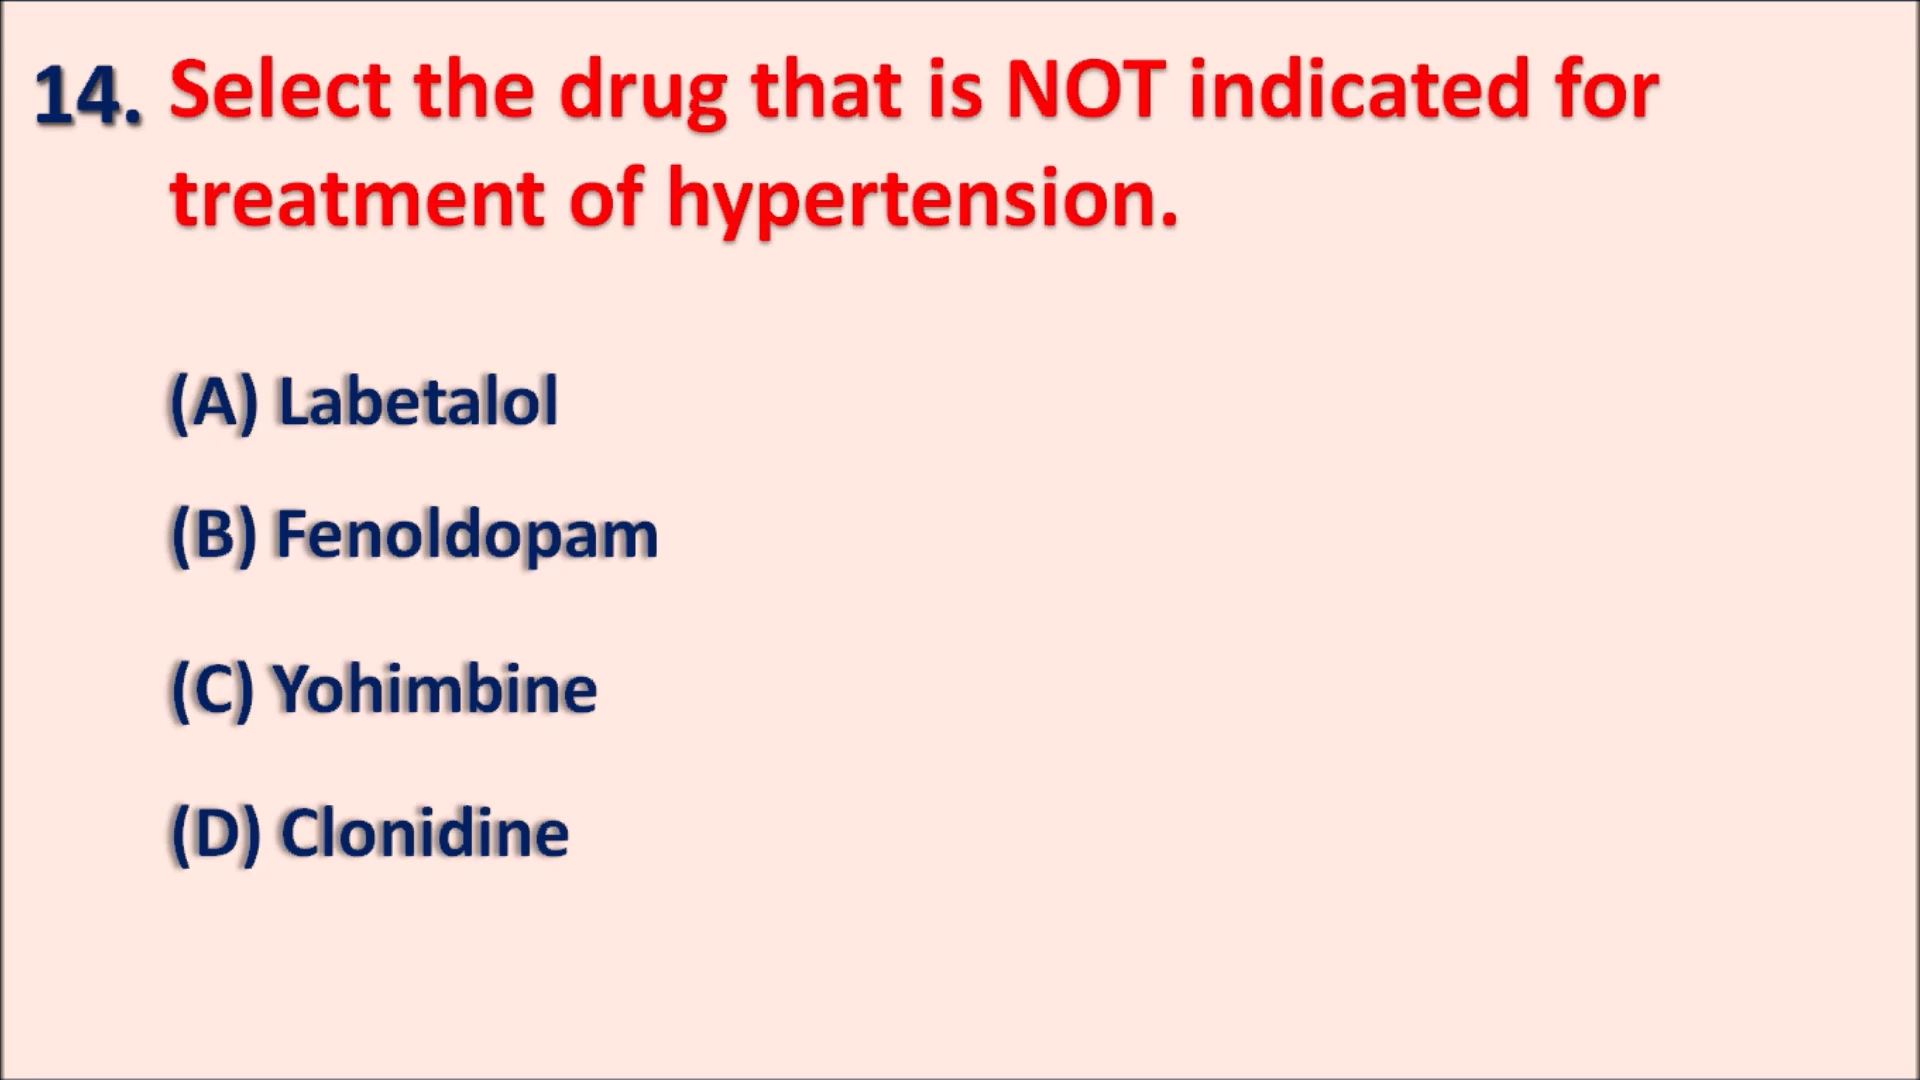 14. Select the drug that is NOT indicated for
treatment of hypertension.
(A) Labetalol
(B) Fenoldopam
(C) Yohimbine
(D) Clonidine